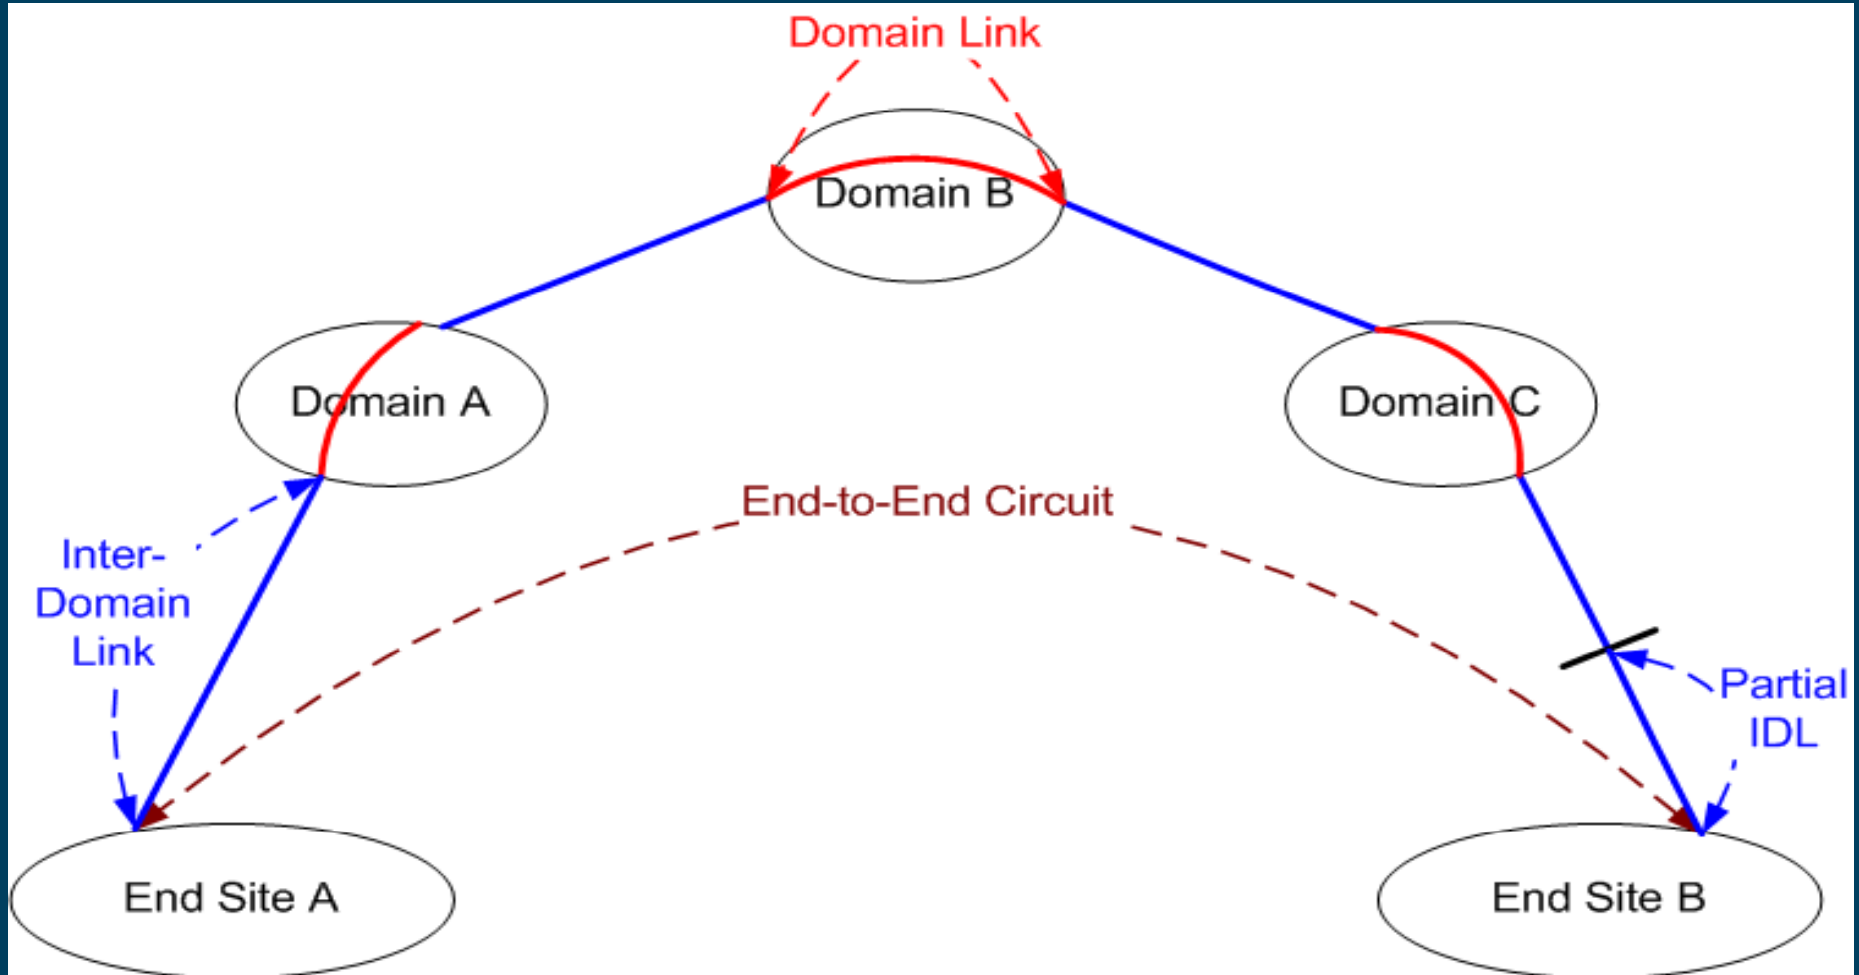 Domain Link
Domain B
Domain A
Domain C
End-to-End Circuit
Inter-
Domain
Link
Partial
IDL
End Site A
End Site B